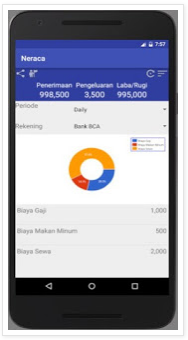 7:57
Neraca
Penerimaan Pengeluaran Laba/Rugi
998,500 3,500 995,000
Periode Daily
Rekening Bank BCA
Biaya Gaji 1,000
Biaya Makan Minum 500
Biaya Sewa 2,000